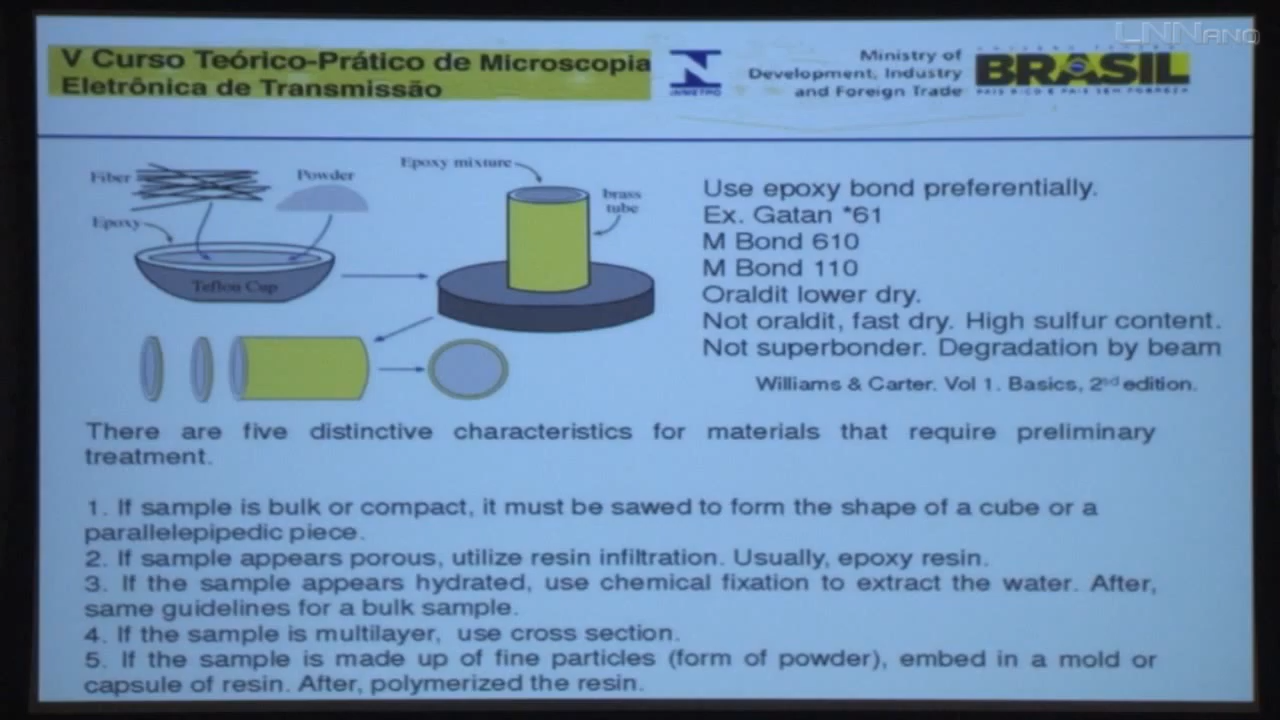 LNNano
V Curso Teórico-Prático de Microscopia
Eletrônica de Transmissão
INMETRO
Ministry of
Development, Industry
and Foreign Trade
BRASIL
PAÍS RICO É PAÍS SEM POBREZA
Fiber
Powder
Epoxy
Teflon Cup
Epoxy mixture
brass
tube
Use epoxy bond preferentially.
Ex. Gatan *61
M Bond 610
M Bond 110
Oraldit lower dry.
Not oraldit, fast dry. High sulfur content.
Not superbonder. Degradation by beam
Williams & Carter. Vol 1. Basics, 2nd edition.
There are five distinctive characteristics for materials that require preliminary
treatment.
1. If sample is bulk or compact, it must be sawed to form the shape of a cube or a
parallelepipedic piece.
2. If sample appears porous, utilize resin infiltration. Usually, epoxy resin.
3. If the sample appears hydrated, use chemical fixation to extract the water. After,
same guidelines for a bulk sample.
4. If the sample is multilayer, use cross section.
5. If the sample is made up of fine particles (form of powder), embed in a mold or
capsule of resin. After, polymerized the resin.